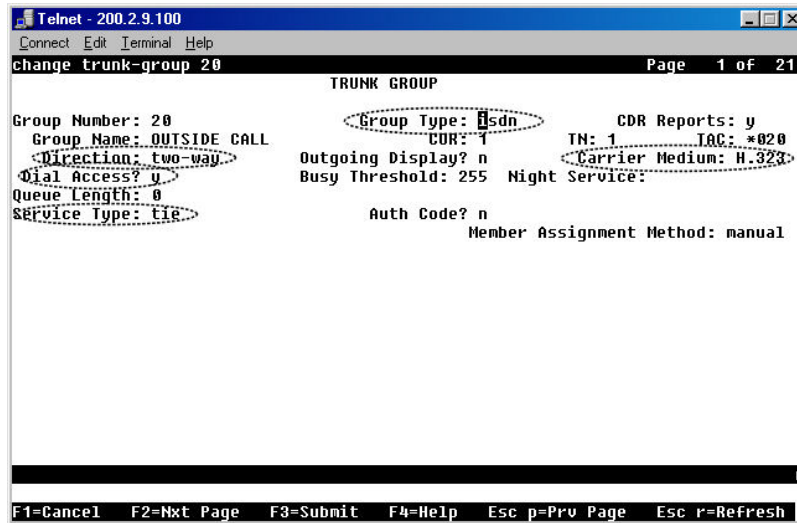 Telnet - 200.2.9.100
Connect Edit Terminal Help
change trunk-group 20 Page 1 of 21
TRUNK GROUP
Group Number: 20 Group Type: isdn CDR Reports: y
Group Name: OUTSIDE CALL COR: 1 TN: 1 TAC: *020
Direction: two-way Outgoing Display? n Carrier Medium: H.323
Dial Access? y Busy Threshold: 255 Night Service:
Queue Length: 0
Service Type: tie Auth Code? n
Member Assignment Method: manual
F1=Cancel F2=Nxt Page F3=Submit F4=Help Esc p=Prv Page Esc r=Refresh